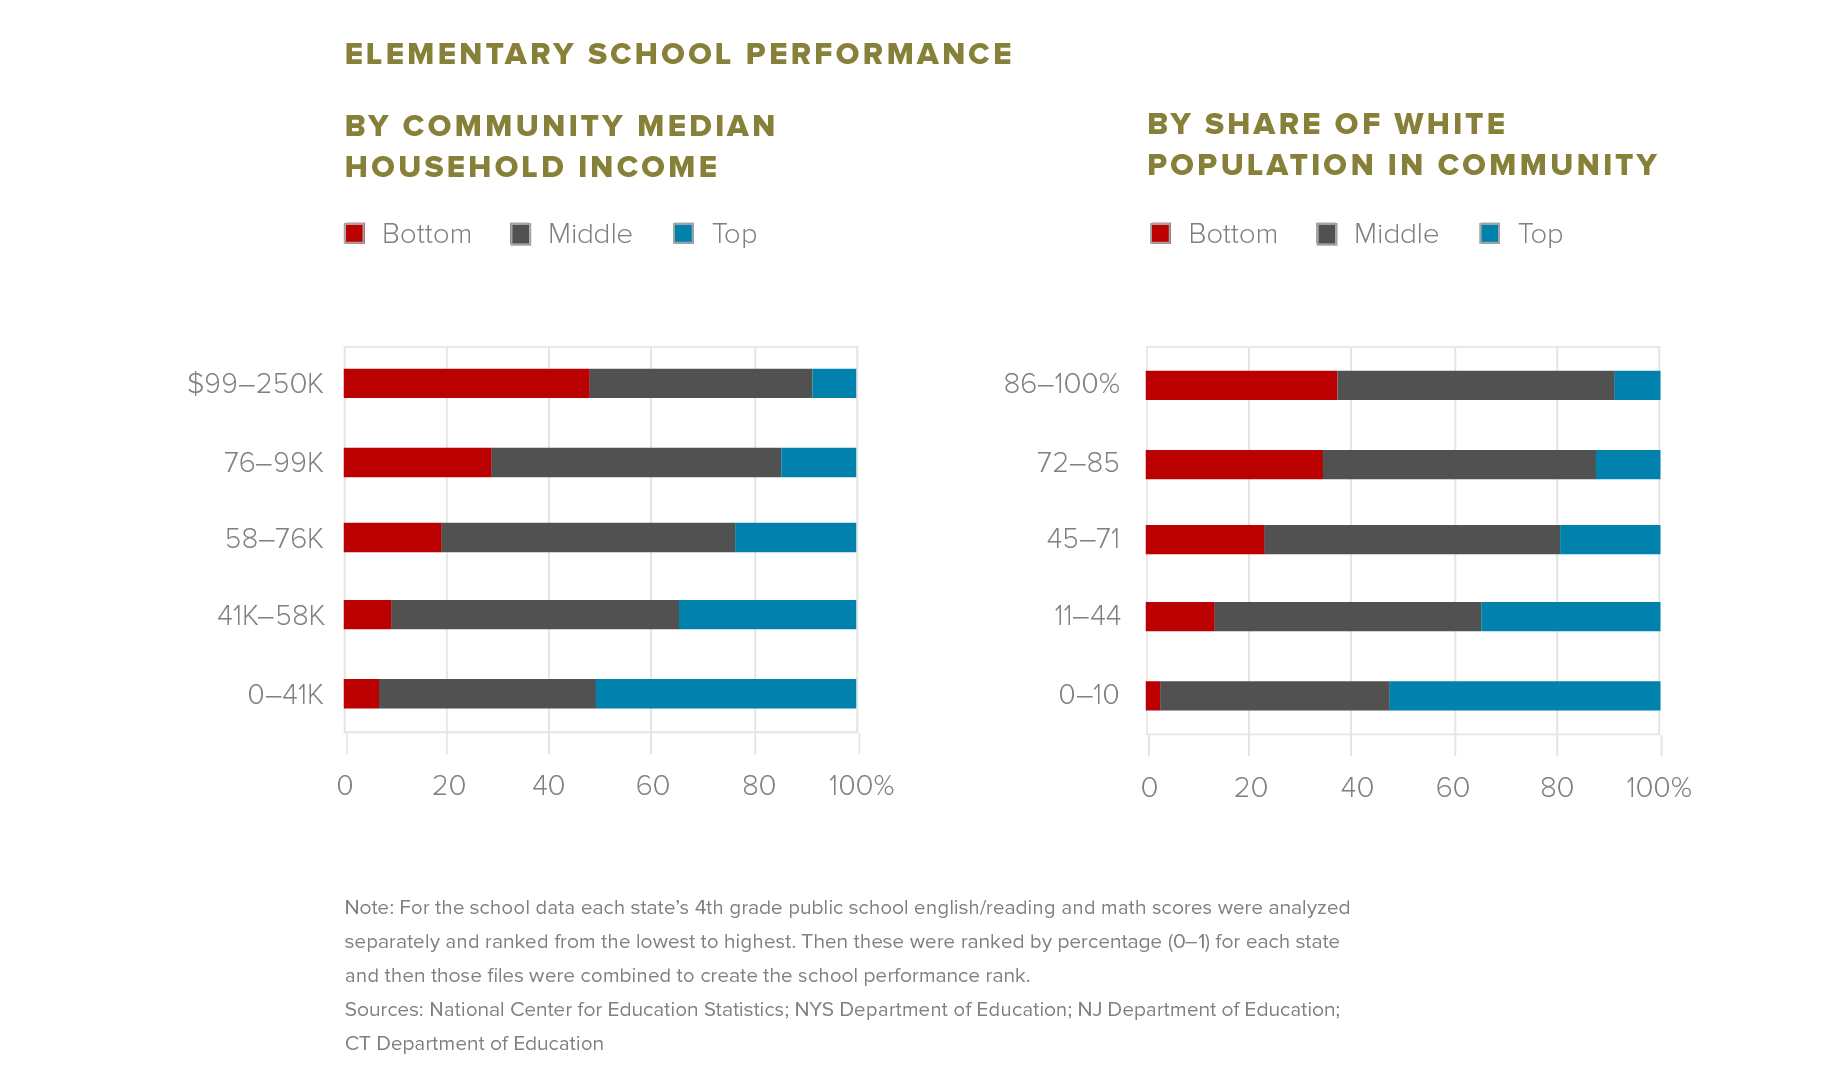 ELEMENTARY SCHOOL PERFORMANCE
BY COMMUNITY MEDIAN
HOUSEHOLD INCOME
Bottom Middle Top
$99–250K
76–99K
58–76K
41K–58K
0–41K
0 20 40 60 80 100%
BY SHARE OF WHITE
POPULATION IN COMMUNITY
Bottom Middle Top
86–100%
72–85
45–71
11–44
0–10
0 20 40 60 80 100%
Note: For the school data each state’s 4th grade public school english/reading and math scores were analyzed
separately and ranked from the lowest to highest. Then these were ranked by percentage (0–1) for each state
and then those files were combined to create the school performance rank.
Sources: National Center for Education Statistics; NYS Department of Education; NJ Department of Education;
CT Department of Education